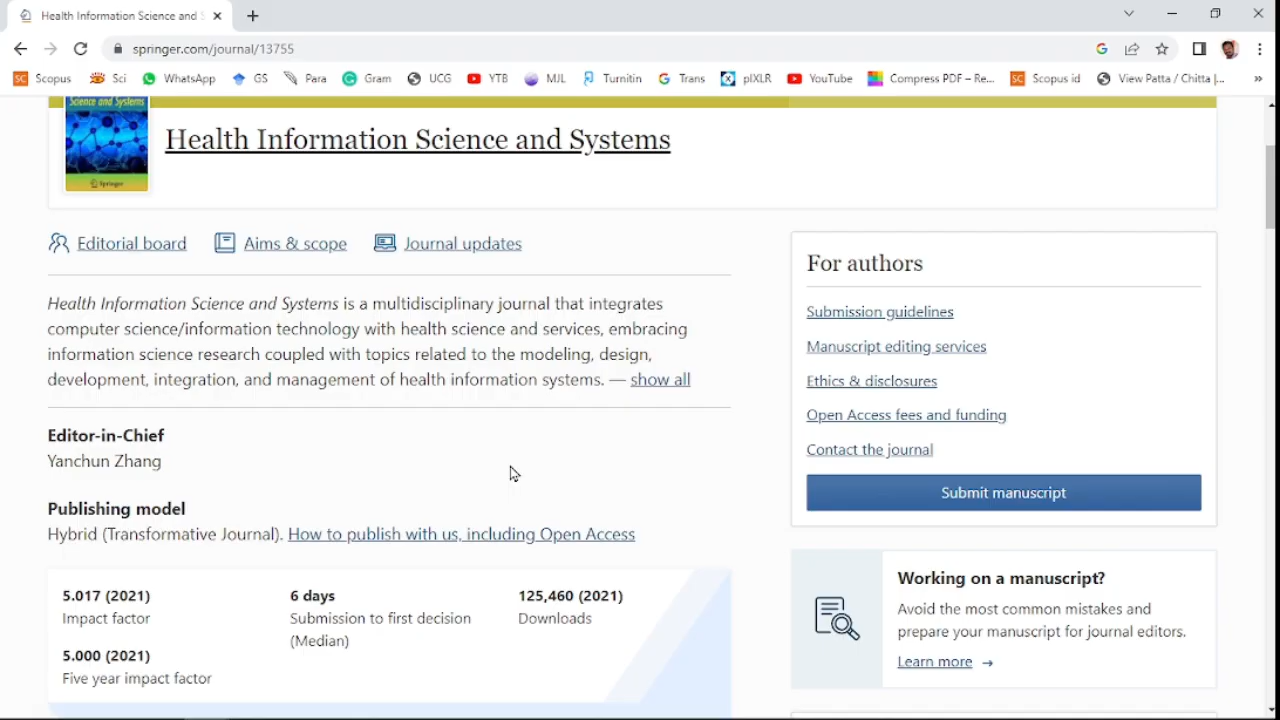 Health Information Science and S
springer.com/journal/13755
Scopus
Sci
WhatsApp
GS
Para
Gram
UCG
YTB
MJL
Turnitin
Trans
pIXLR
YouTube
Compress PDF – Re...
Scopus id
View Patta / Chitta |...
»
Science and Systems
Springer
Health Information Science and Systems
Editorial board
Aims & scope
Journal updates
Health Information Science and Systems is a multidisciplinary journal that integrates
computer science/information technology with health science and services, embracing
information science research coupled with topics related to the modeling, design,
development, integration, and management of health information systems. — show all
Editor-in-Chief
Yanchun Zhang
Publishing model
Hybrid (Transformative Journal). How to publish with us, including Open Access
5.017 (2021)
Impact factor
5.000 (2021)
Five year impact factor
6 days
Submission to first decision
(Median)
125,460 (2021)
Downloads
For authors
Submission guidelines
Manuscript editing services
Ethics & disclosures
Open Access fees and funding
Contact the journal
Submit manuscript
Working on a manuscript?
Avoid the most common mistakes and
prepare your manuscript for journal editors.
Learn more →